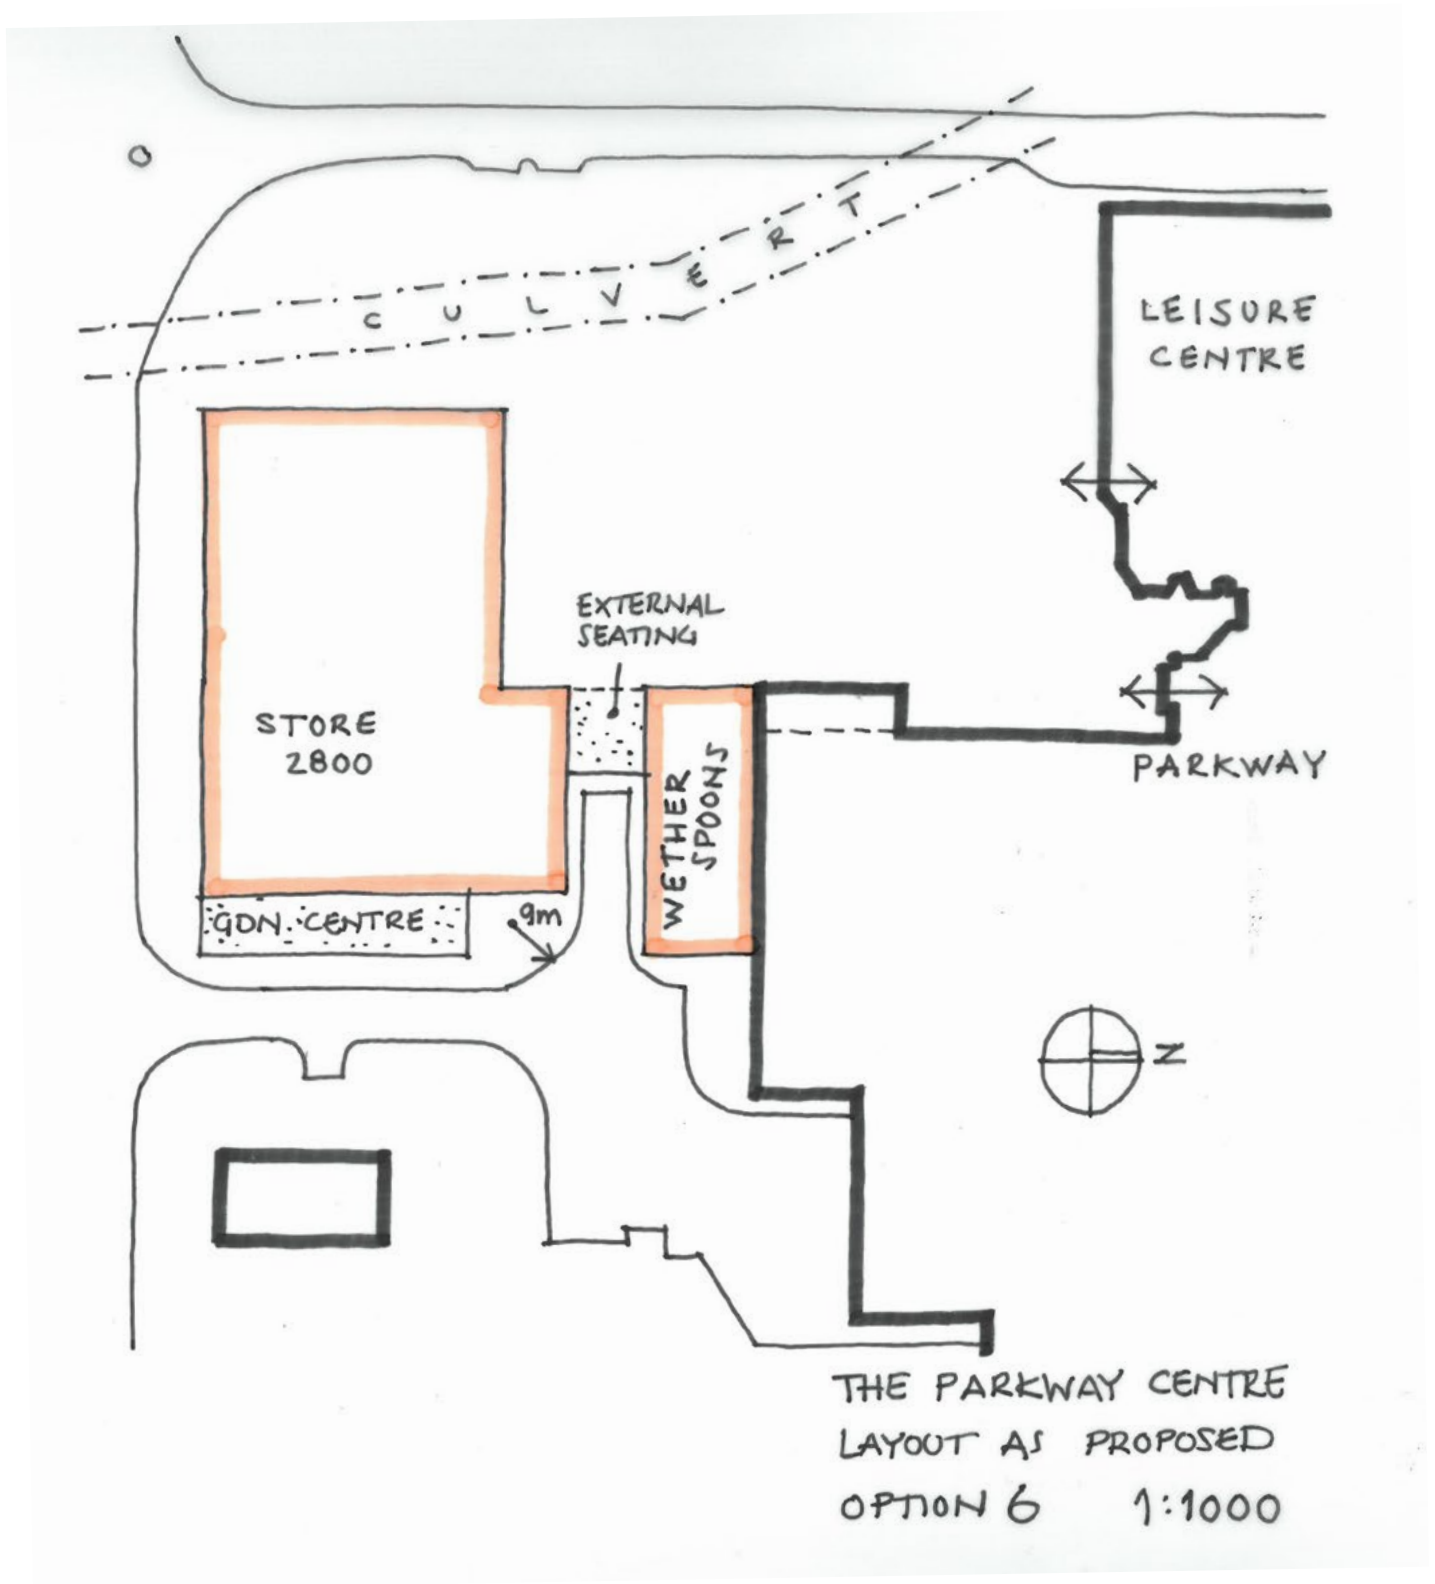 CULVERT
LEISURE
CENTRE
EXTERNAL
SEATING
STORE
2800
WETHER
SPOONS
PARKWAY
GDN. CENTRE
9m
N
THE PARKWAY CENTRE
LAYOUT AS PROPOSED
OPTION 6 1:1000